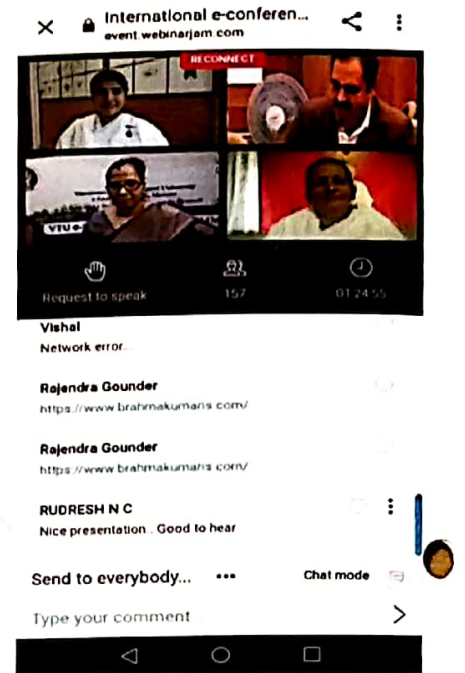 International e-conferen...
event.webinarjam.com
RECONNECT
VTU e-
Request to speak
157
01:24:55
Vishal
Network error...
Rajendra Gounder
https://www.brahmakumaris.com/
Rajendra Gounder
https://www.brahmakumaris.com/
RUDRESH N C
Nice presentation.. Good to hear
Send to everybody...
Chat mode
Type your comment...